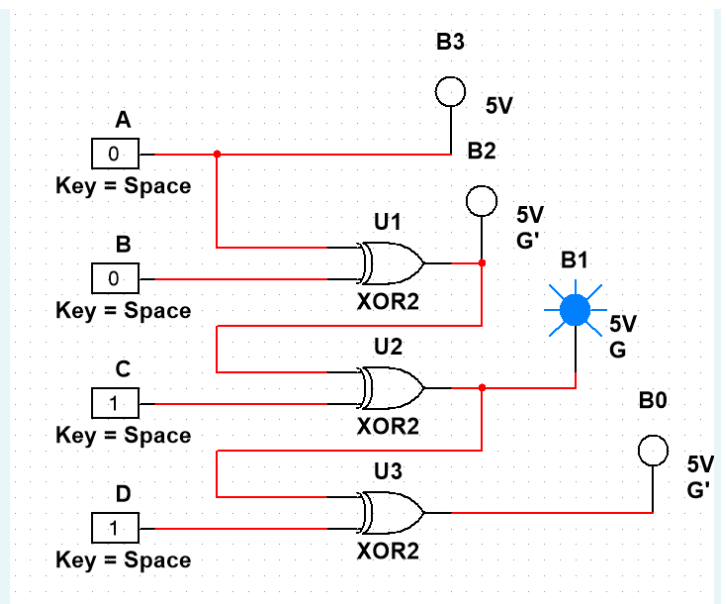 B3
5V
A
0
Key = Space
B2
5V
G'
U1
XOR2
B
0
Key = Space
B1
5V
G
U2
XOR2
C
1
Key = Space
B0
5V
G'
U3
XOR2
D
1
Key = Space